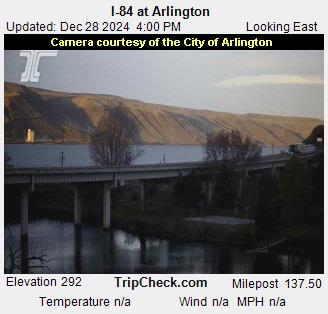 I-84 at Arlington
Updated: Dec 28 2024 4:00 PM Looking East
Camera courtesy of the City of Arlington
Elevation 292 TripCheck.com Milepost 137.50
Temperature n/a Wind n/a MPH n/a